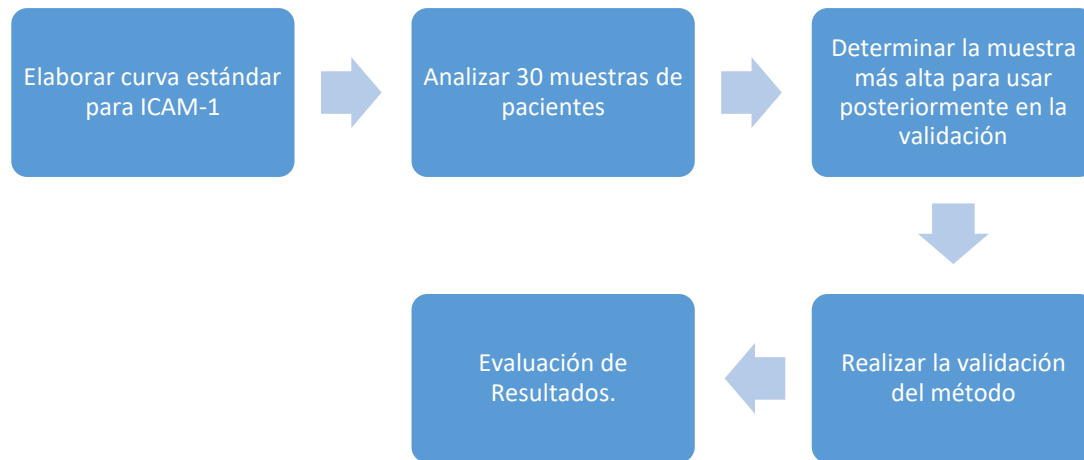 Elaborar curva estándar
para ICAM-1
Analizar 30 muestras de
pacientes
Determinar la muestra
más alta para usar
posteriormente en la
validación
Realizar la validación
del método
Evaluación de
Resultados.